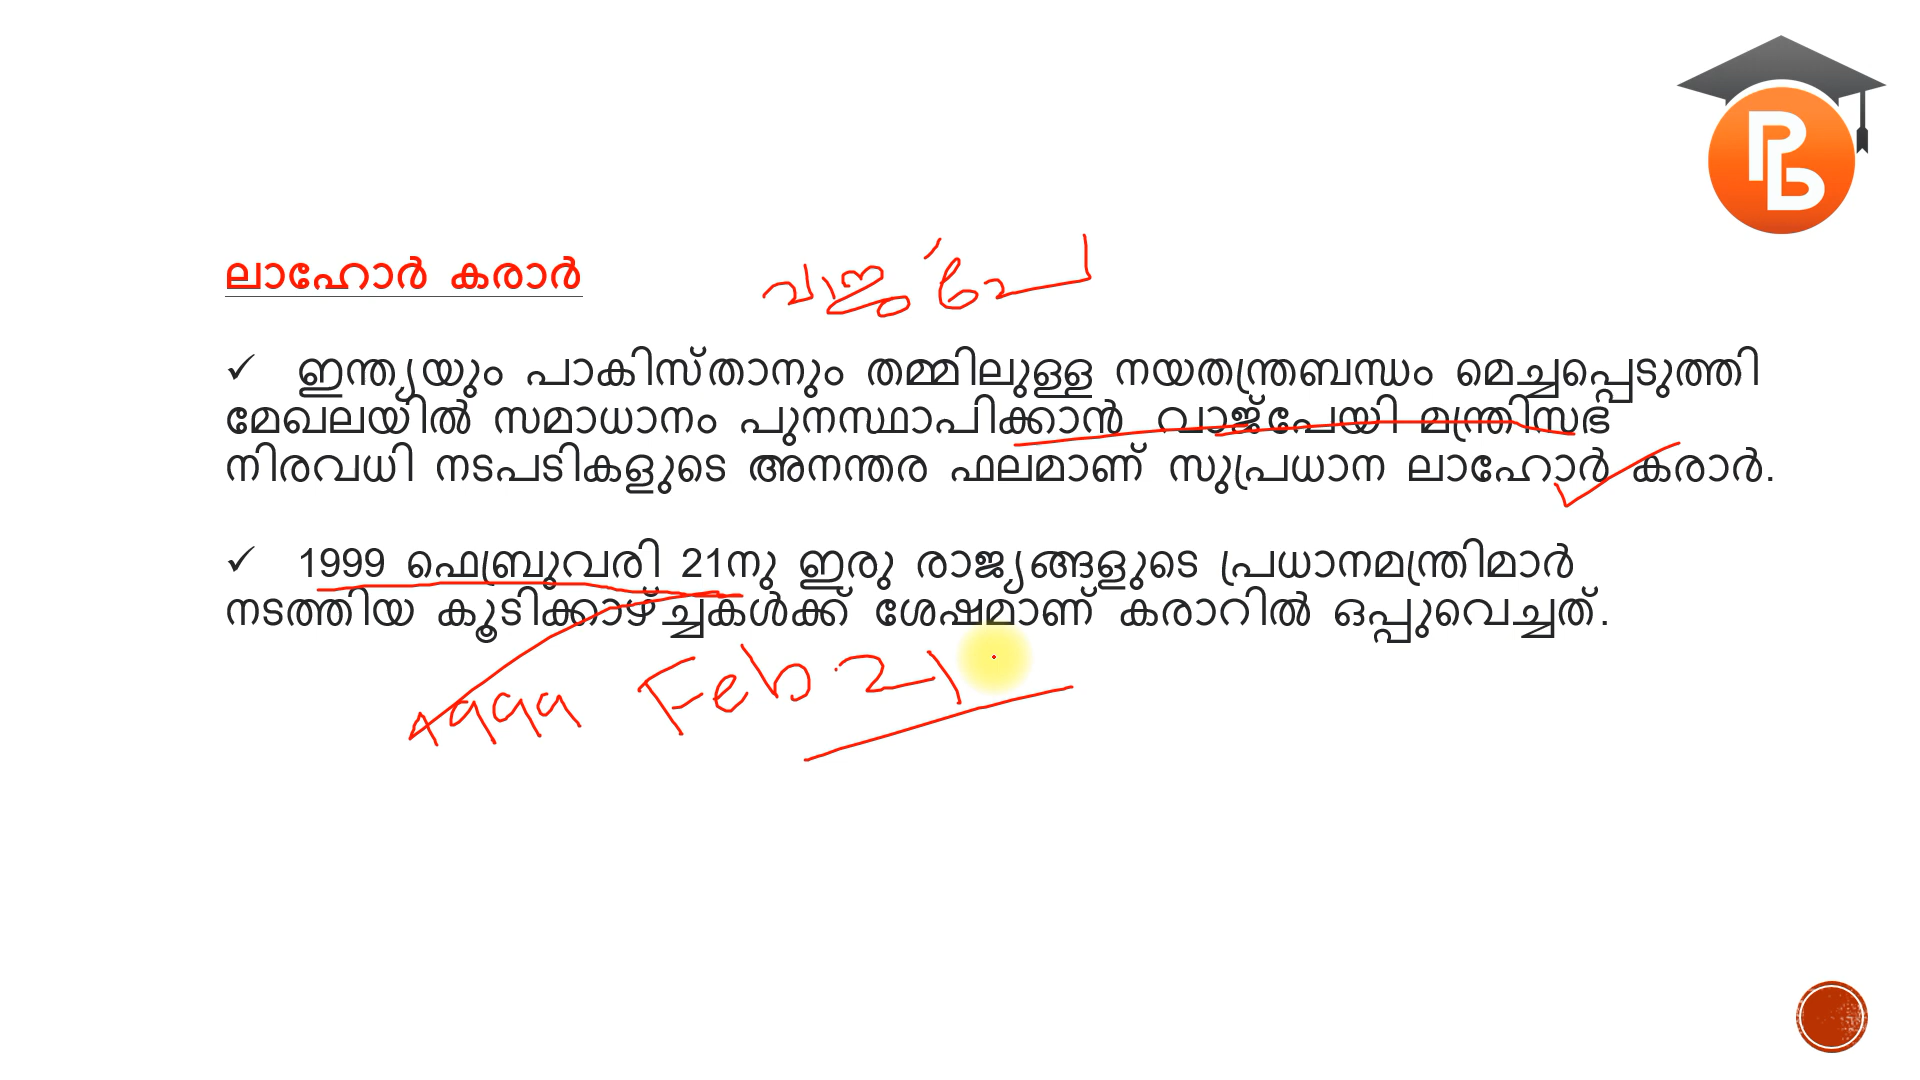 PB
ലാഹോർ കരാർ
വാജ്പേ
✓ ഇന്ത്യയും പാകിസ്താനും തമ്മിലുള്ള നയതന്ത്രബന്ധം മെച്ചപ്പെടുത്തി
മേഖലയിൽ സമാധാനം പുനസ്ഥാപിക്കാൻ വാജ്പേയി മന്ത്രിസഭ
നിരവധി നടപടികളുടെ അനന്തര ഫലമാണ് സുപ്രധാന ലാഹോർ കരാർ.
✓ 1999 ഫെബ്രുവരി 21നു ഇരു രാജ്യങ്ങളുടെ പ്രധാനമന്ത്രിമാർ
നടത്തിയ കൂടിക്കാഴ്ച്ചകൾക്ക് ശേഷമാണ് കരാറിൽ ഒപ്പുവെച്ചത്.
1999 Feb 21